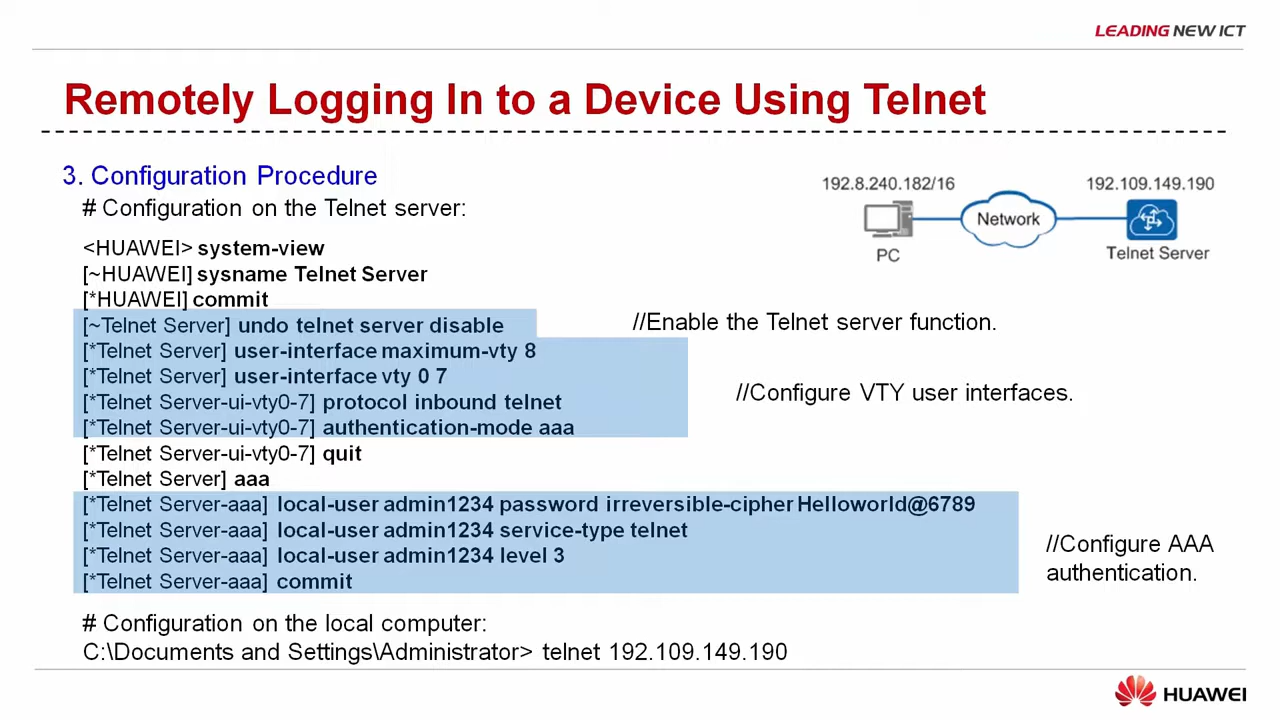 LEADING NEW ICT
Remotely Logging In to a Device Using Telnet
3. Configuration Procedure
# Configuration on the Telnet server:
192.8.240.182/16
192.109.149.190
Network
PC
Telnet Server
<HUAWEI> system-view
[~HUAWEI] sysname Telnet Server
[*HUAWEI] commit
[~Telnet Server] undo telnet server disable
//Enable the Telnet server function.
[*Telnet Server] user-interface maximum-vty 8
[*Telnet Server] user-interface vty 0 7
[*Telnet Server-ui-vty0-7] protocol inbound telnet
[*Telnet Server-ui-vty0-7] authentication-mode aaa
//Configure VTY user interfaces.
[*Telnet Server-ui-vty0-7] quit
[*Telnet Server] aaa
[*Telnet Server-aaa] local-user admin1234 password irreversible-cipher Helloworld@6789
[*Telnet Server-aaa] local-user admin1234 service-type telnet
[*Telnet Server-aaa] local-user admin1234 level 3
[*Telnet Server-aaa] commit
//Configure AAA
authentication.
# Configuration on the local computer:
C:\Documents and Settings\Administrator> telnet 192.109.149.190
HUAWEI